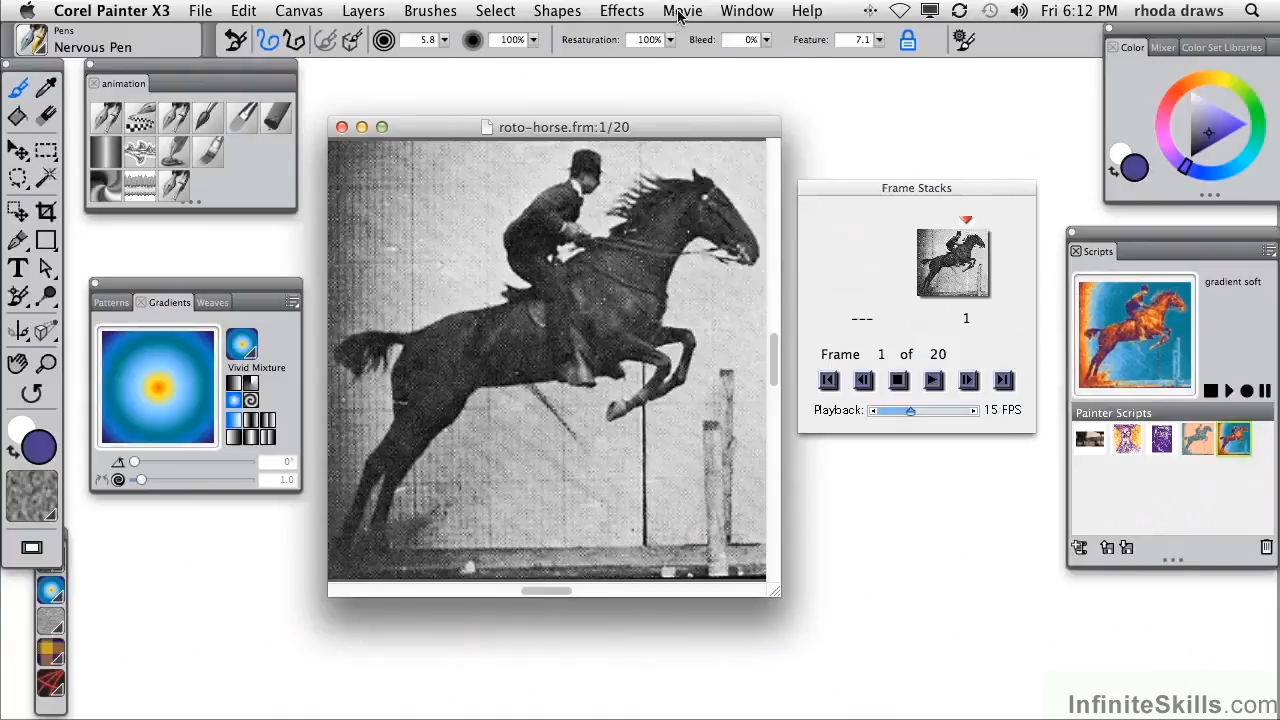 Corel Painter X3 File Edit Canvas Layers Brushes Select Shapes Effects Movie Window Help Fri 6:12 PM rhoda draws
Pens
Nervous Pen
5.8 100% Resaturation: 100% Bleed: 0% Feature: 7.1
Color Mixer Color Set Libraries
animation
roto-horse.frm:1/20
Frame Stacks
--- 1
Frame 1 of 20
Playback: 15 FPS
Patterns Gradients Weaves
Vivid Mixture
0°
1.0
Scripts
gradient soft
Painter Scripts
T
InfiniteSkills.com